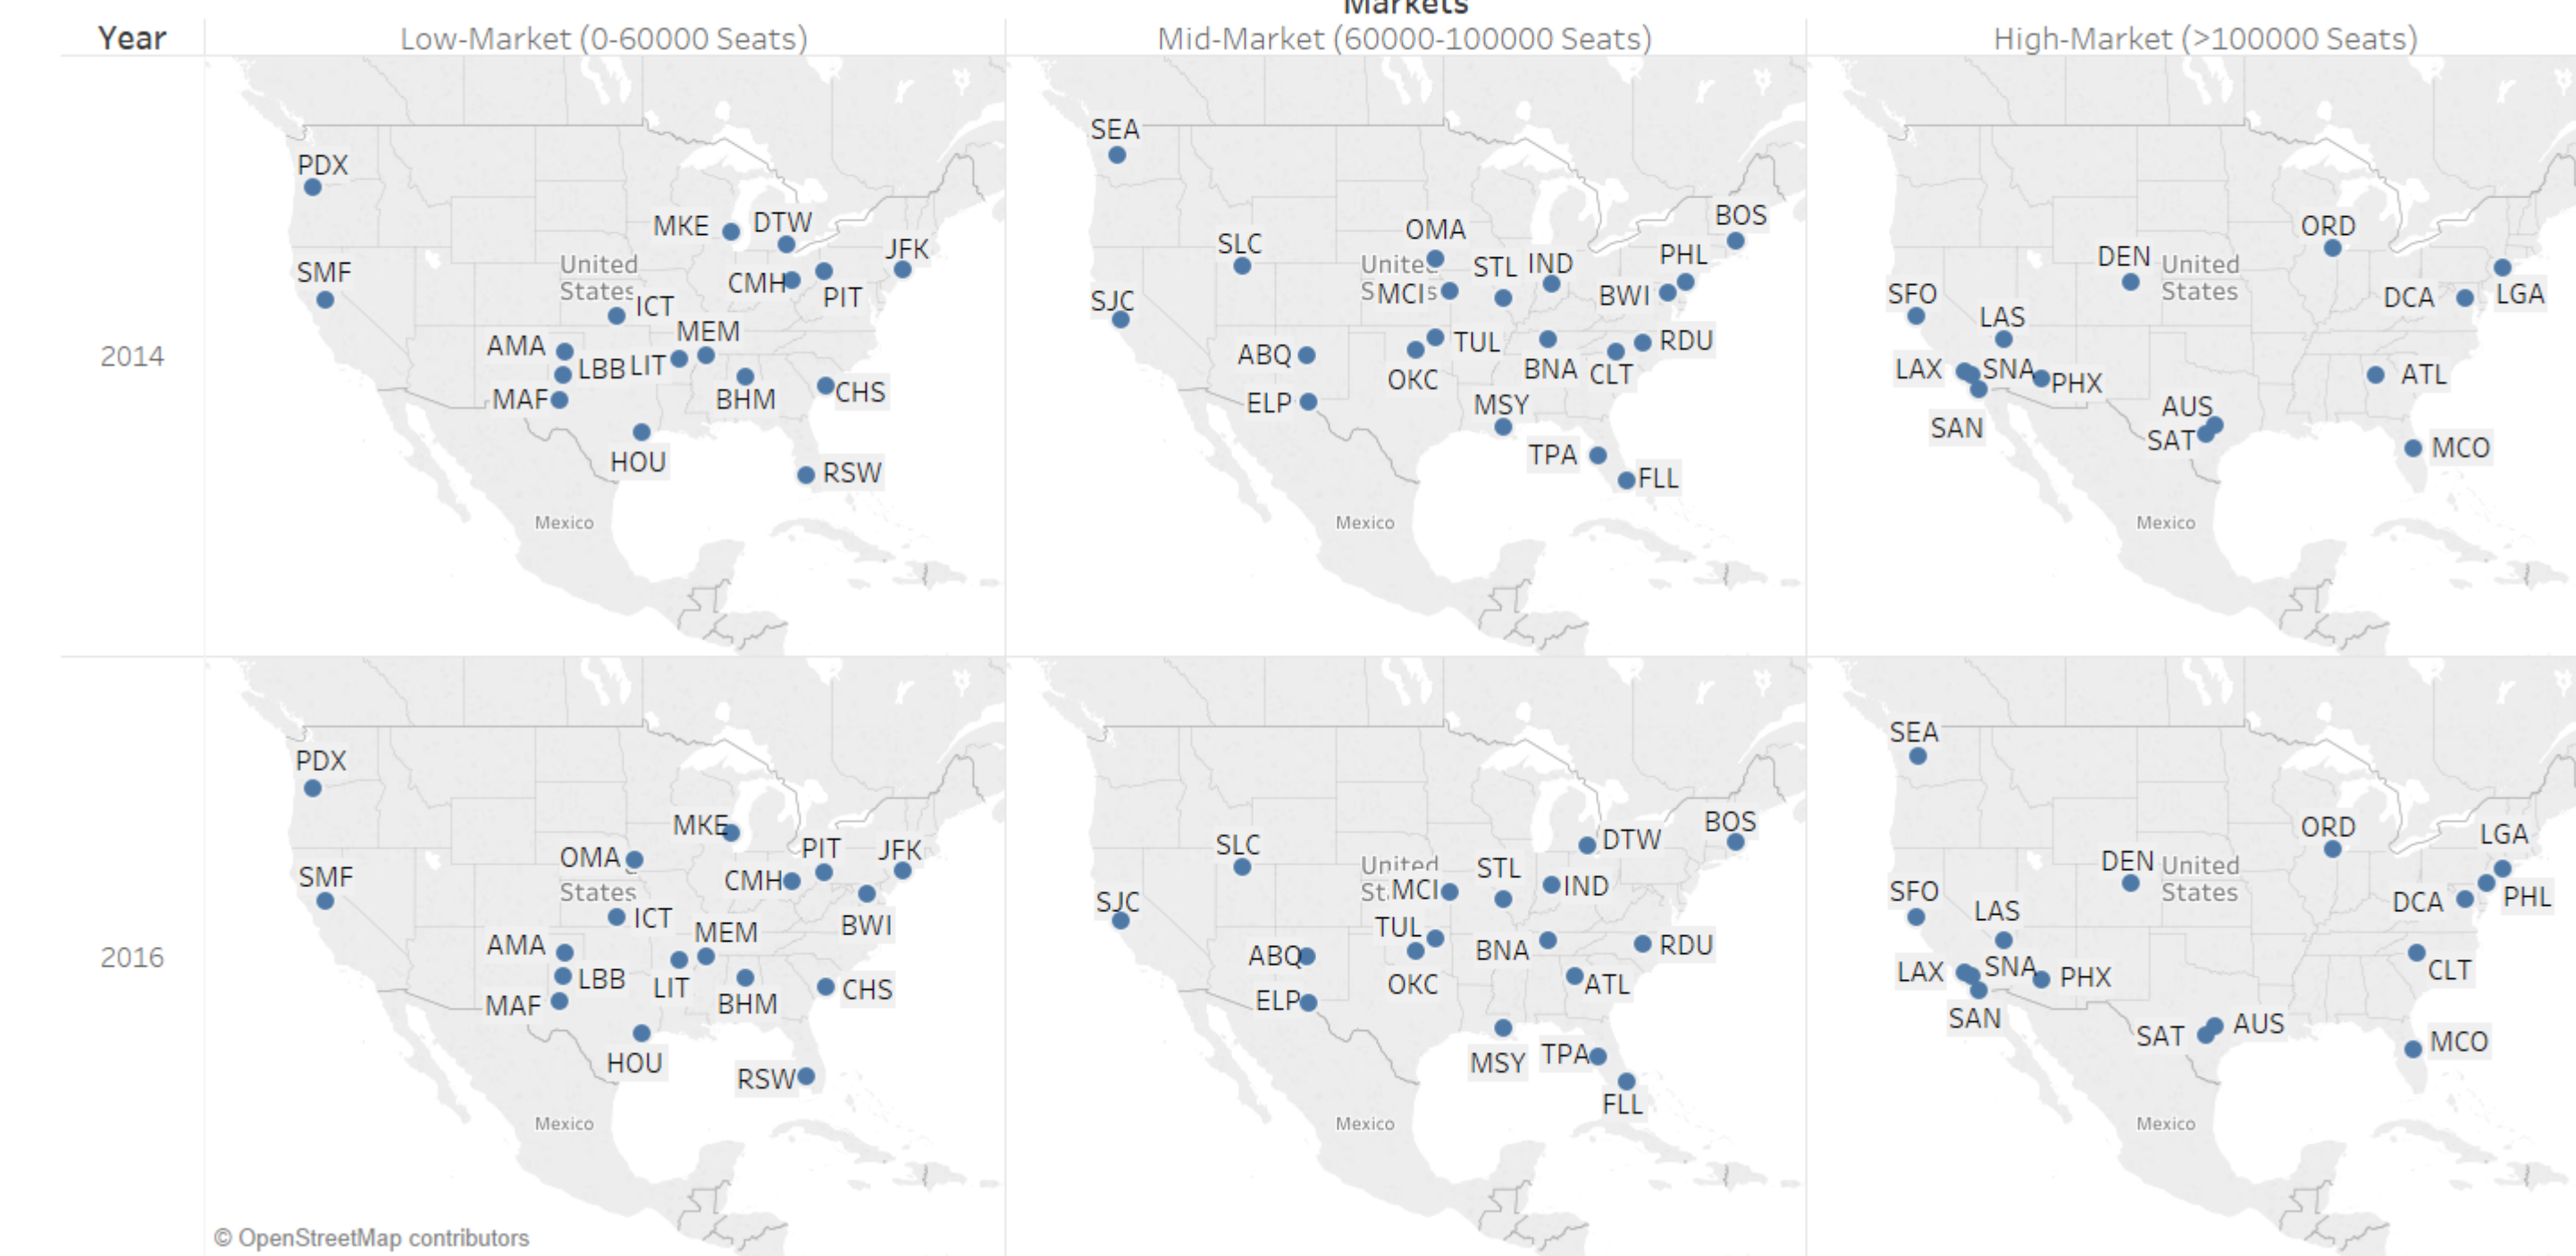 Markets
Year
Low-Market (0-60000 Seats)
Mid-Market (60000-100000 Seats)
High-Market (>100000 Seats)
2014
PDX
MKE
DTW
JFK
SMF
United
States
CMH
PIT
ICT
AMA
MEM
LBB
LIT
MAF
BHM
CHS
HOU
RSW
Mexico
SEA
BOS
OMA
SLC
PHL
United
STL
IND
MCI
BWI
SJC
TUL
RDU
ABQ
OKC
BNA
CLT
ELP
MSY
TPA
FLL
Mexico
ORD
DEN
United
States
SFO
DCA
LGA
LAS
LAX
SNA
PHX
ATL
AUS
SAN
SAT
MCO
Mexico
2016
PDX
MKE
OMA
PIT
JFK
SMF
CMH
States
ICT
BWI
AMA
MEM
LBB
LIT
MAF
BHM
CHS
HOU
RSW
Mexico
© OpenStreetMap contributors
BOS
DTW
SLC
United
STL
MCI
IND
SJC
TUL
ABQ
BNA
RDU
OKC
ATL
ELP
MSY
TPA
FLL
Mexico
SEA
ORD
LGA
DEN
United
States
SFO
DCA
PHL
LAS
LAX
SNA
PHX
CLT
SAN
SAT
AUS
MCO
Mexico